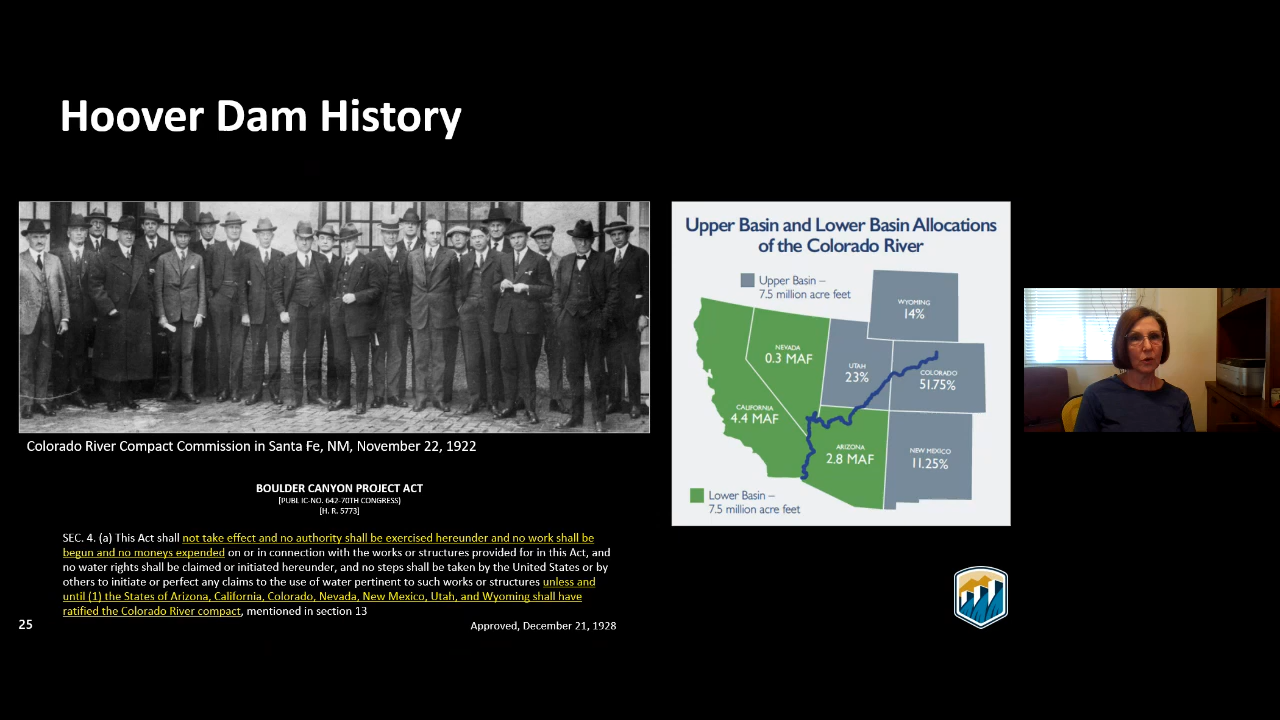 Hoover Dam History
Colorado River Compact Commission in Santa Fe, NM, November 22, 1922
BOULDER CANYON PROJECT ACT
[PUBLIC-NO. 642-70TH CONGRESS]
[H. R. 5773]
SEC. 4. (a) This Act shall not take effect and no authority shall be exercised hereunder and no work shall be
begun and no moneys expended on or in connection with the works or structures provided for in this Act, and
no water rights shall be claimed or initiated hereunder, and no steps shall be taken by the United States or by
others to initiate or perfect any claims to the use of water pertinent to such works or structures unless and
until (1) the States of Arizona, California, Colorado, Nevada, New Mexico, Utah, and Wyoming shall have
ratified the Colorado River compact, mentioned in section 13
Approved, December 21, 1928
25
Upper Basin and Lower Basin Allocations
of the Colorado River
Upper Basin –
7.5 million acre feet
WYOMING
14%
NEVADA
0.3 MAF
UTAH
23%
COLORADO
51.75%
CALIFORNIA
4.4 MAF
ARIZONA
2.8 MAF
NEW MEXICO
11.25%
Lower Basin –
7.5 million acre feet